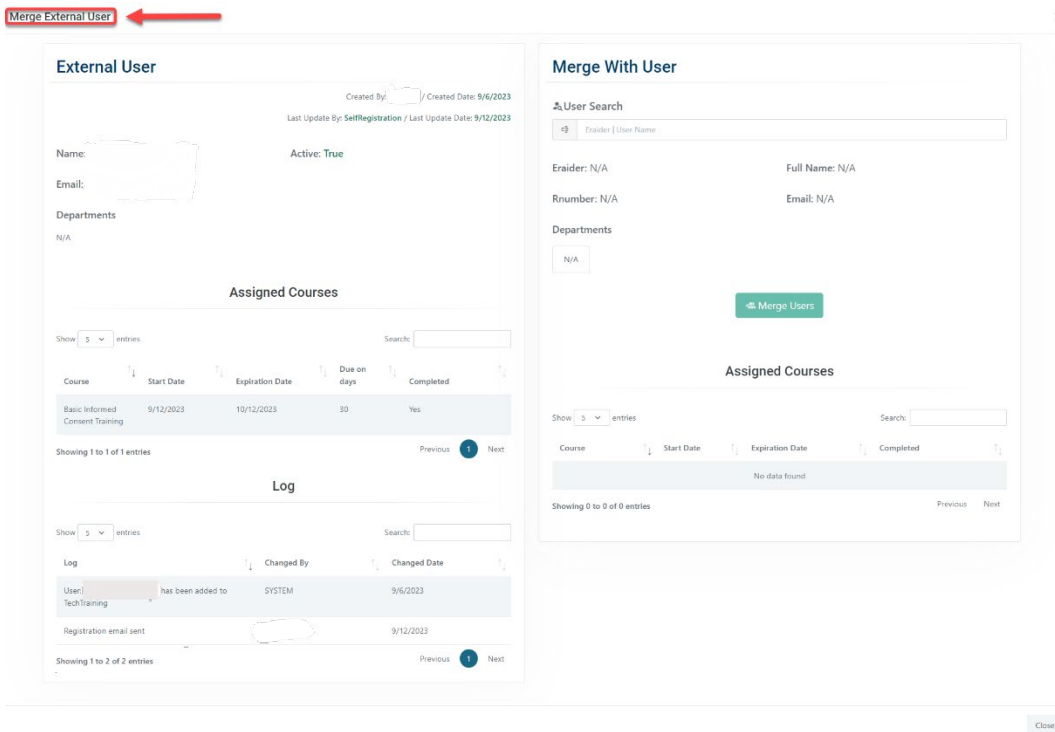 Merge External User
External User
Created By: / Created Date: 9/6/2023
Last Update By: SelfRegistration / Last Update Date: 9/12/2023
Name:
Active: True
Email:
Departments
N/A
Assigned Courses
Show 5 entries
Search:
Course Start Date Expiration Date Due on days Completed
Basic Informed Consent Training 9/12/2023 10/12/2023 30 Yes
Showing 1 to 1 of 1 entries
Previous 1 Next
Log
Show 5 entries
Search:
Log Changed By Changed Date
User: has been added to TechTraining SYSTEM 9/6/2023
Registration email sent 9/12/2023
Showing 1 to 2 of 2 entries
Previous 1 Next
Merge With User
User Search
Eraider | User Name
Eraider: N/A
Full Name: N/A
Rnumber: N/A
Email: N/A
Departments
N/A
Merge Users
Assigned Courses
Show 5 entries
Search:
Course Start Date Expiration Date Completed
No data found
Showing 0 to 0 of 0 entries
Previous Next
Close